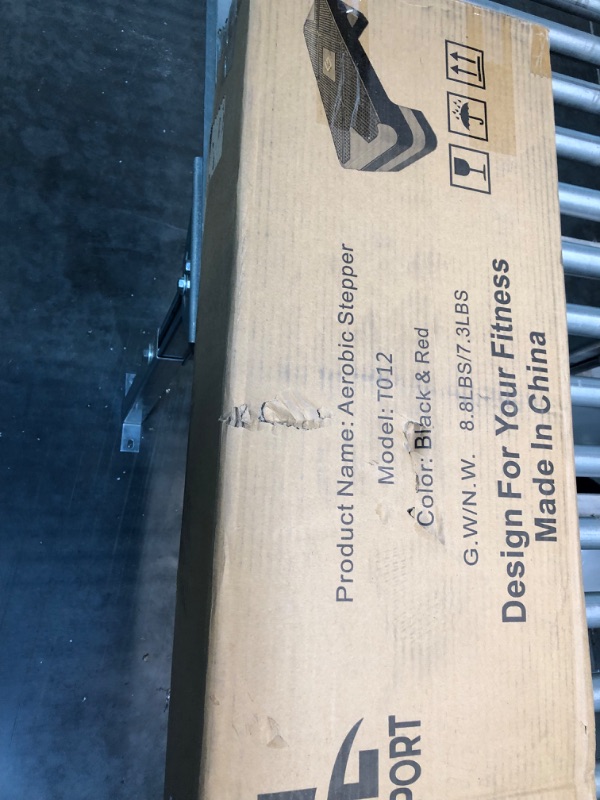 Product Name: Aerobic Stepper
Model: T012
Color: Black & Red
G.W/N.W. 8.8LBS/7.3LBS
Design For Your Fitness
Made In China
PORT